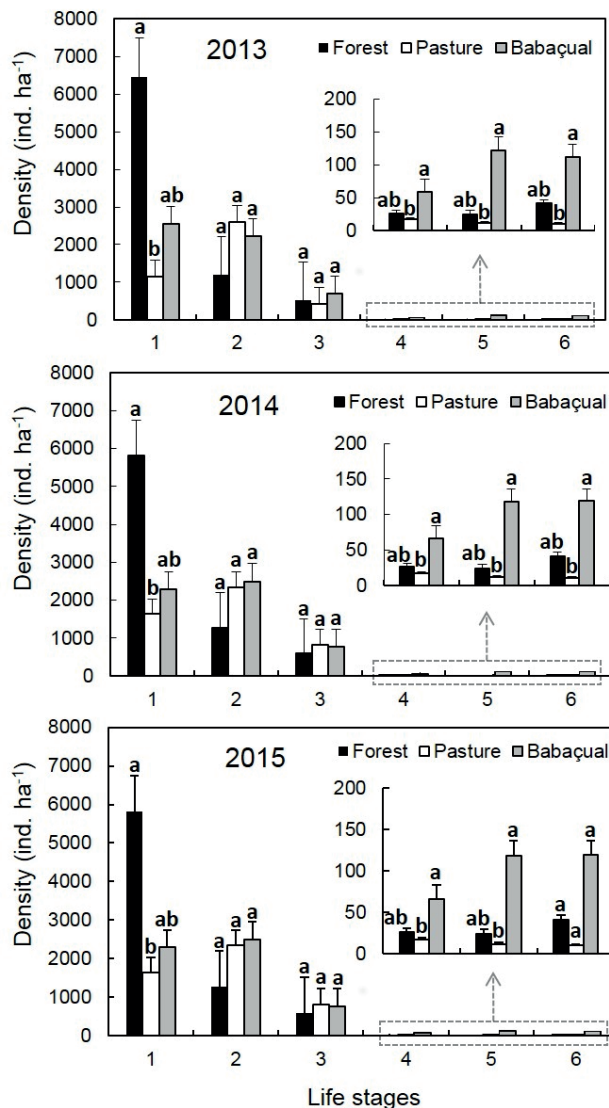 2013
Forest Pasture Babaçual
Density (ind. ha-1)
8000
7000
6000
5000
4000
3000
2000
1000
0
a
b
ab
a
a
a
a
a
a
200
150
100
50
0
ab
b
a
ab
b
a
ab
b
a
1 2 3 4 5 6
2014
Forest Pasture Babaçual
Density (ind. ha-1)
8000
7000
6000
5000
4000
3000
2000
1000
0
a
b
ab
a
a
a
a
a
a
200
150
100
50
0
ab
b
a
ab
b
a
ab
b
a
1 2 3 4 5 6
2015
Forest Pasture Babaçual
Density (ind. ha-1)
8000
7000
6000
5000
4000
3000
2000
1000
0
a
b
ab
a
a
a
a
a
a
200
150
100
50
0
ab
b
a
ab
b
a
a
a
a
1 2 3 4 5 6
Life stages